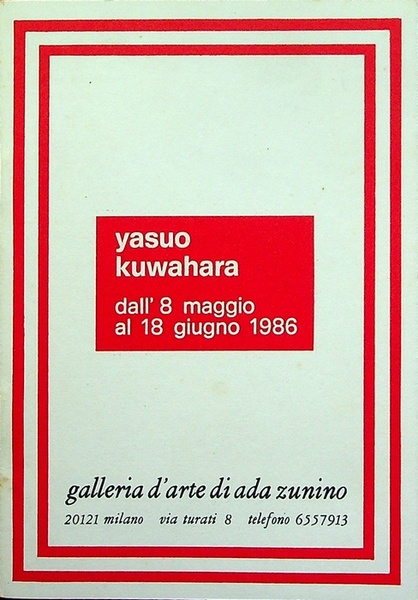 yasuo
kuwahara
dall' 8 maggio
al 18 giugno 1986
galleria d'arte di ada zunino
20121 milano via turati 8 telefono 6557913